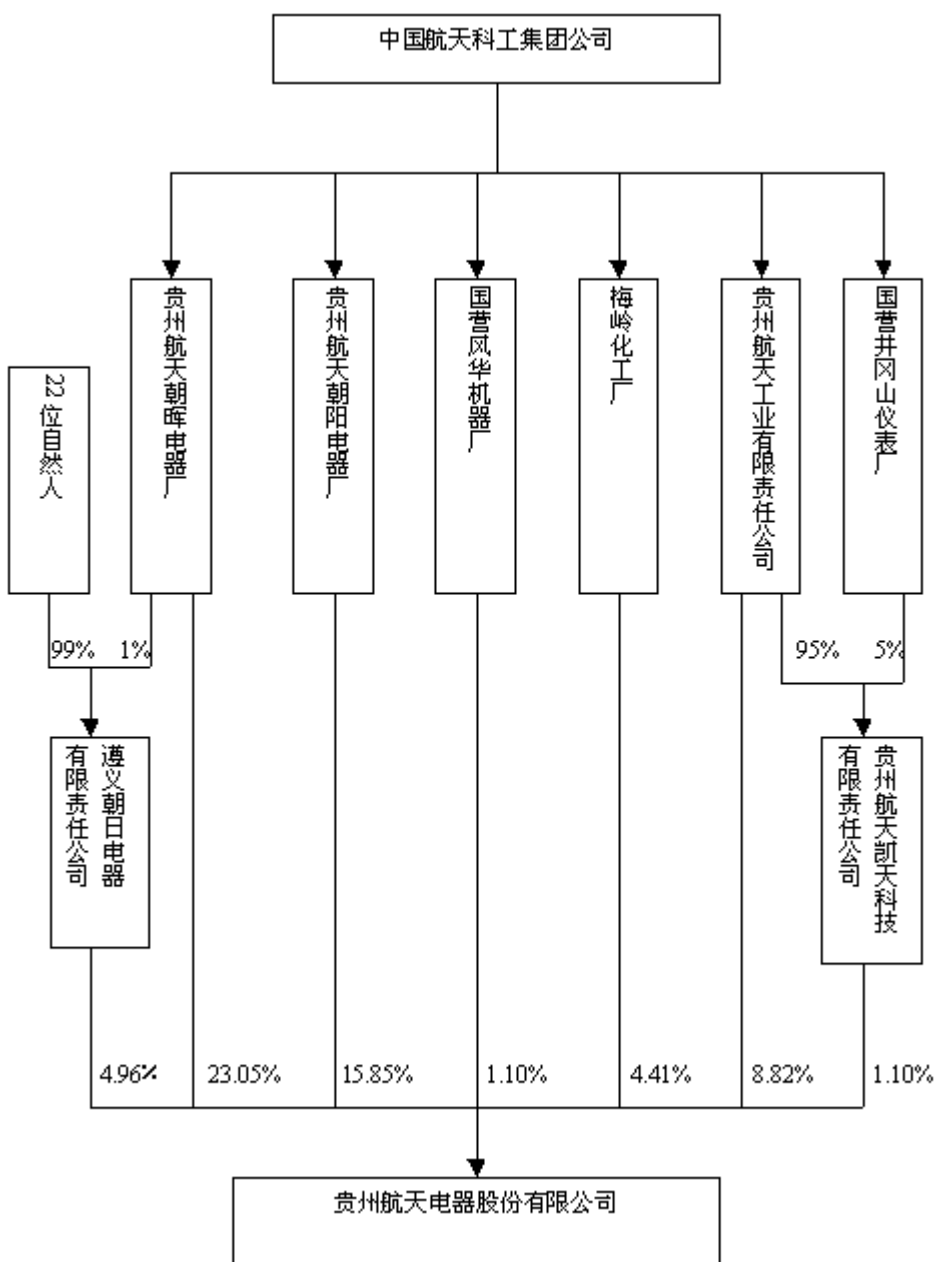 中国航天科工集团公司
22位自然人
贵州航天朝晖电器厂
贵州航天朝阳电器厂
国营风华机器厂
梅岭化工厂
贵州航天工业有限责任公司
国营井冈山仪表厂
99%
1%
95%
5%
遵义朝日电器
有限责任公司
贵州航天凯天科技
有限责任公司
4.96%
23.05%
15.85%
1.10%
4.41%
8.82%
1.10%
贵州航天电器股份有限公司